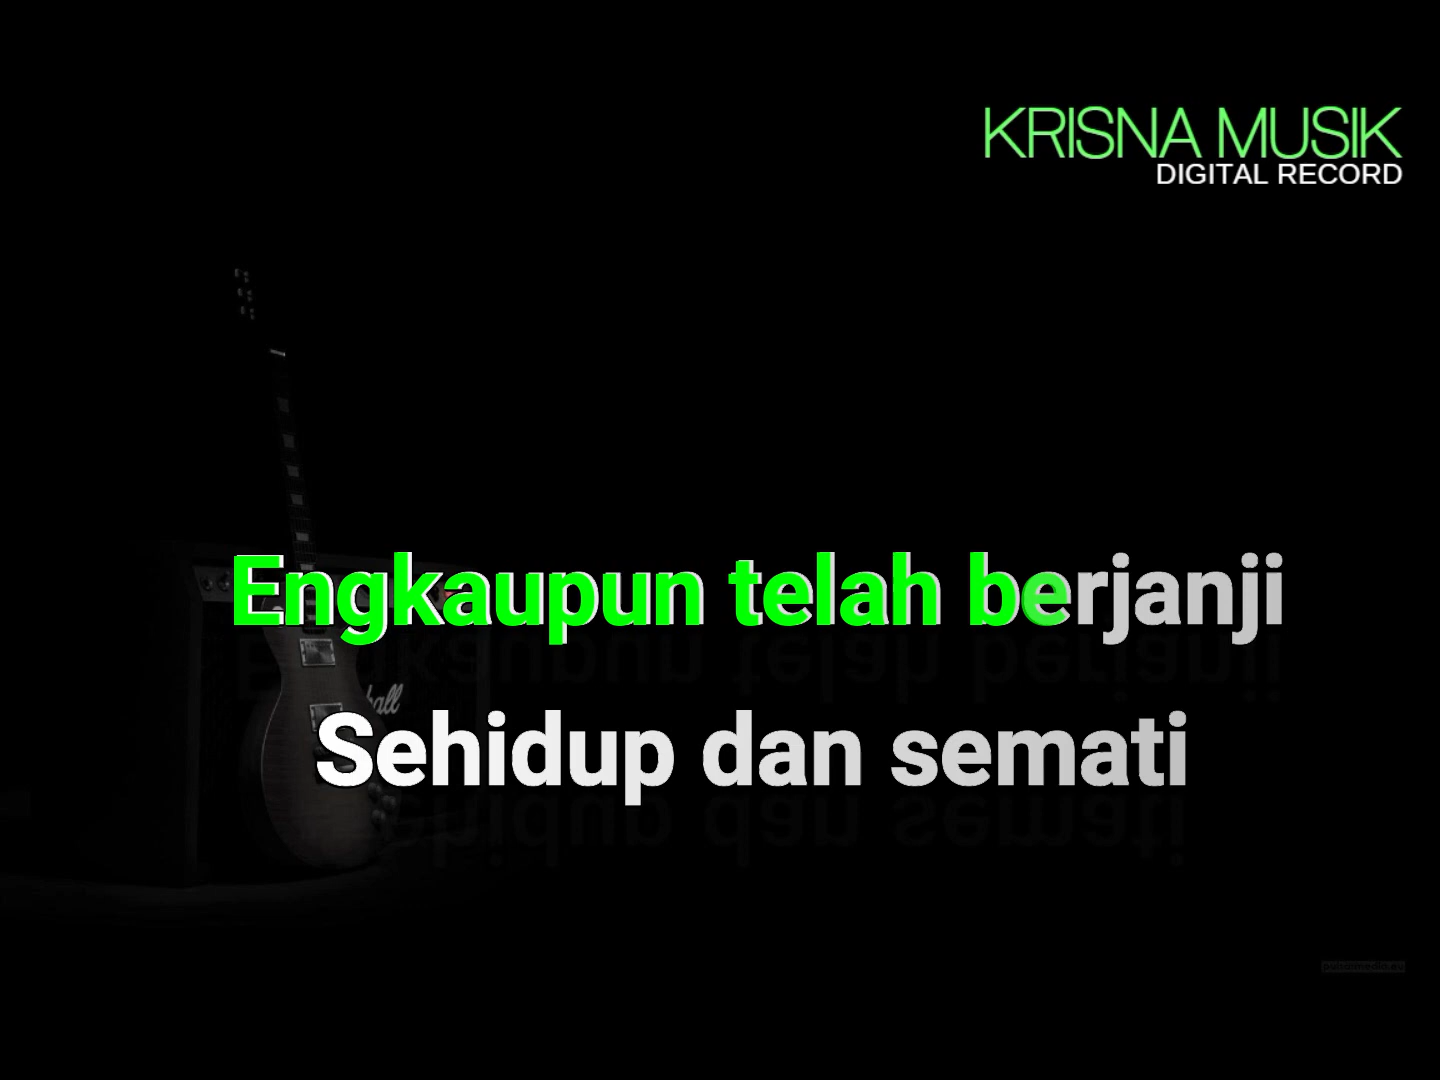 KRISNA MUSIK
DIGITAL RECORD
Engkaupun telah berjanji
Sehidup dan semati